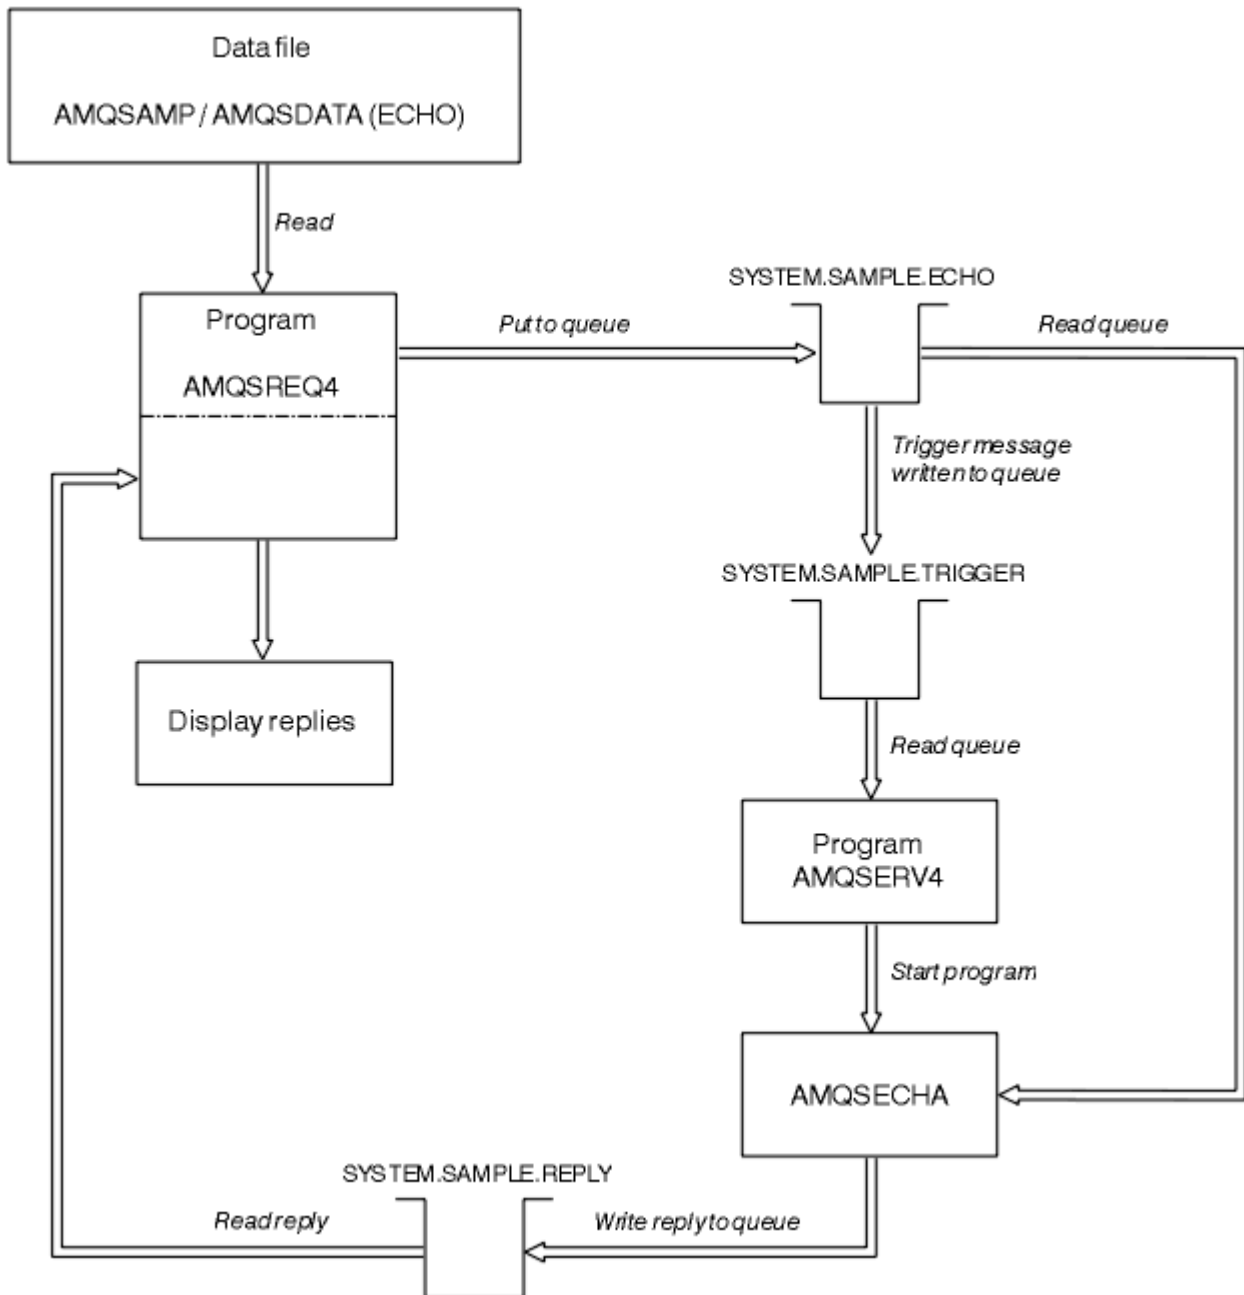 Data file
AMQSAMP / AMQSDATA (ECHO)
Read
SYSTEM.SAMPLE.ECHO
Program
Put to queue
Read queue
AMQSREQ4
Trigger message
written to queue
SYSTEM.SAMPLE.TRIGGER
Display replies
Read queue
Program
AMQSERV4
Start program
AMQSECHA
SYSTEM.SAMPLE.REPLY
Read reply
Write reply to queue